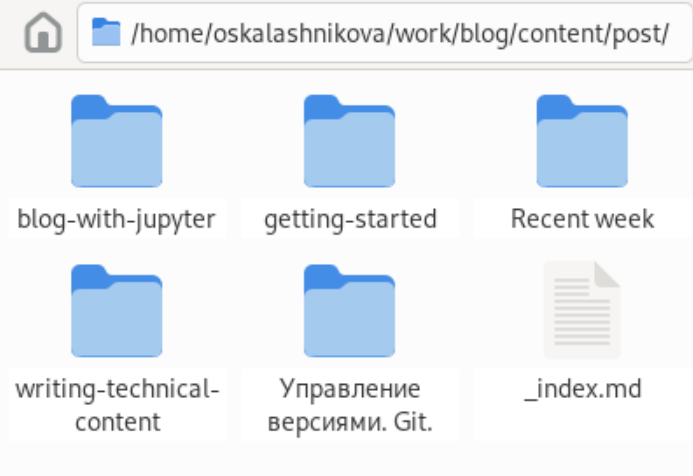 /home/oskalashnikova/work/blog/content/post/
blog-with-jupyter
getting-started
Recent week
writing-technical-
content
Управление
версиями. Git.
_index.md